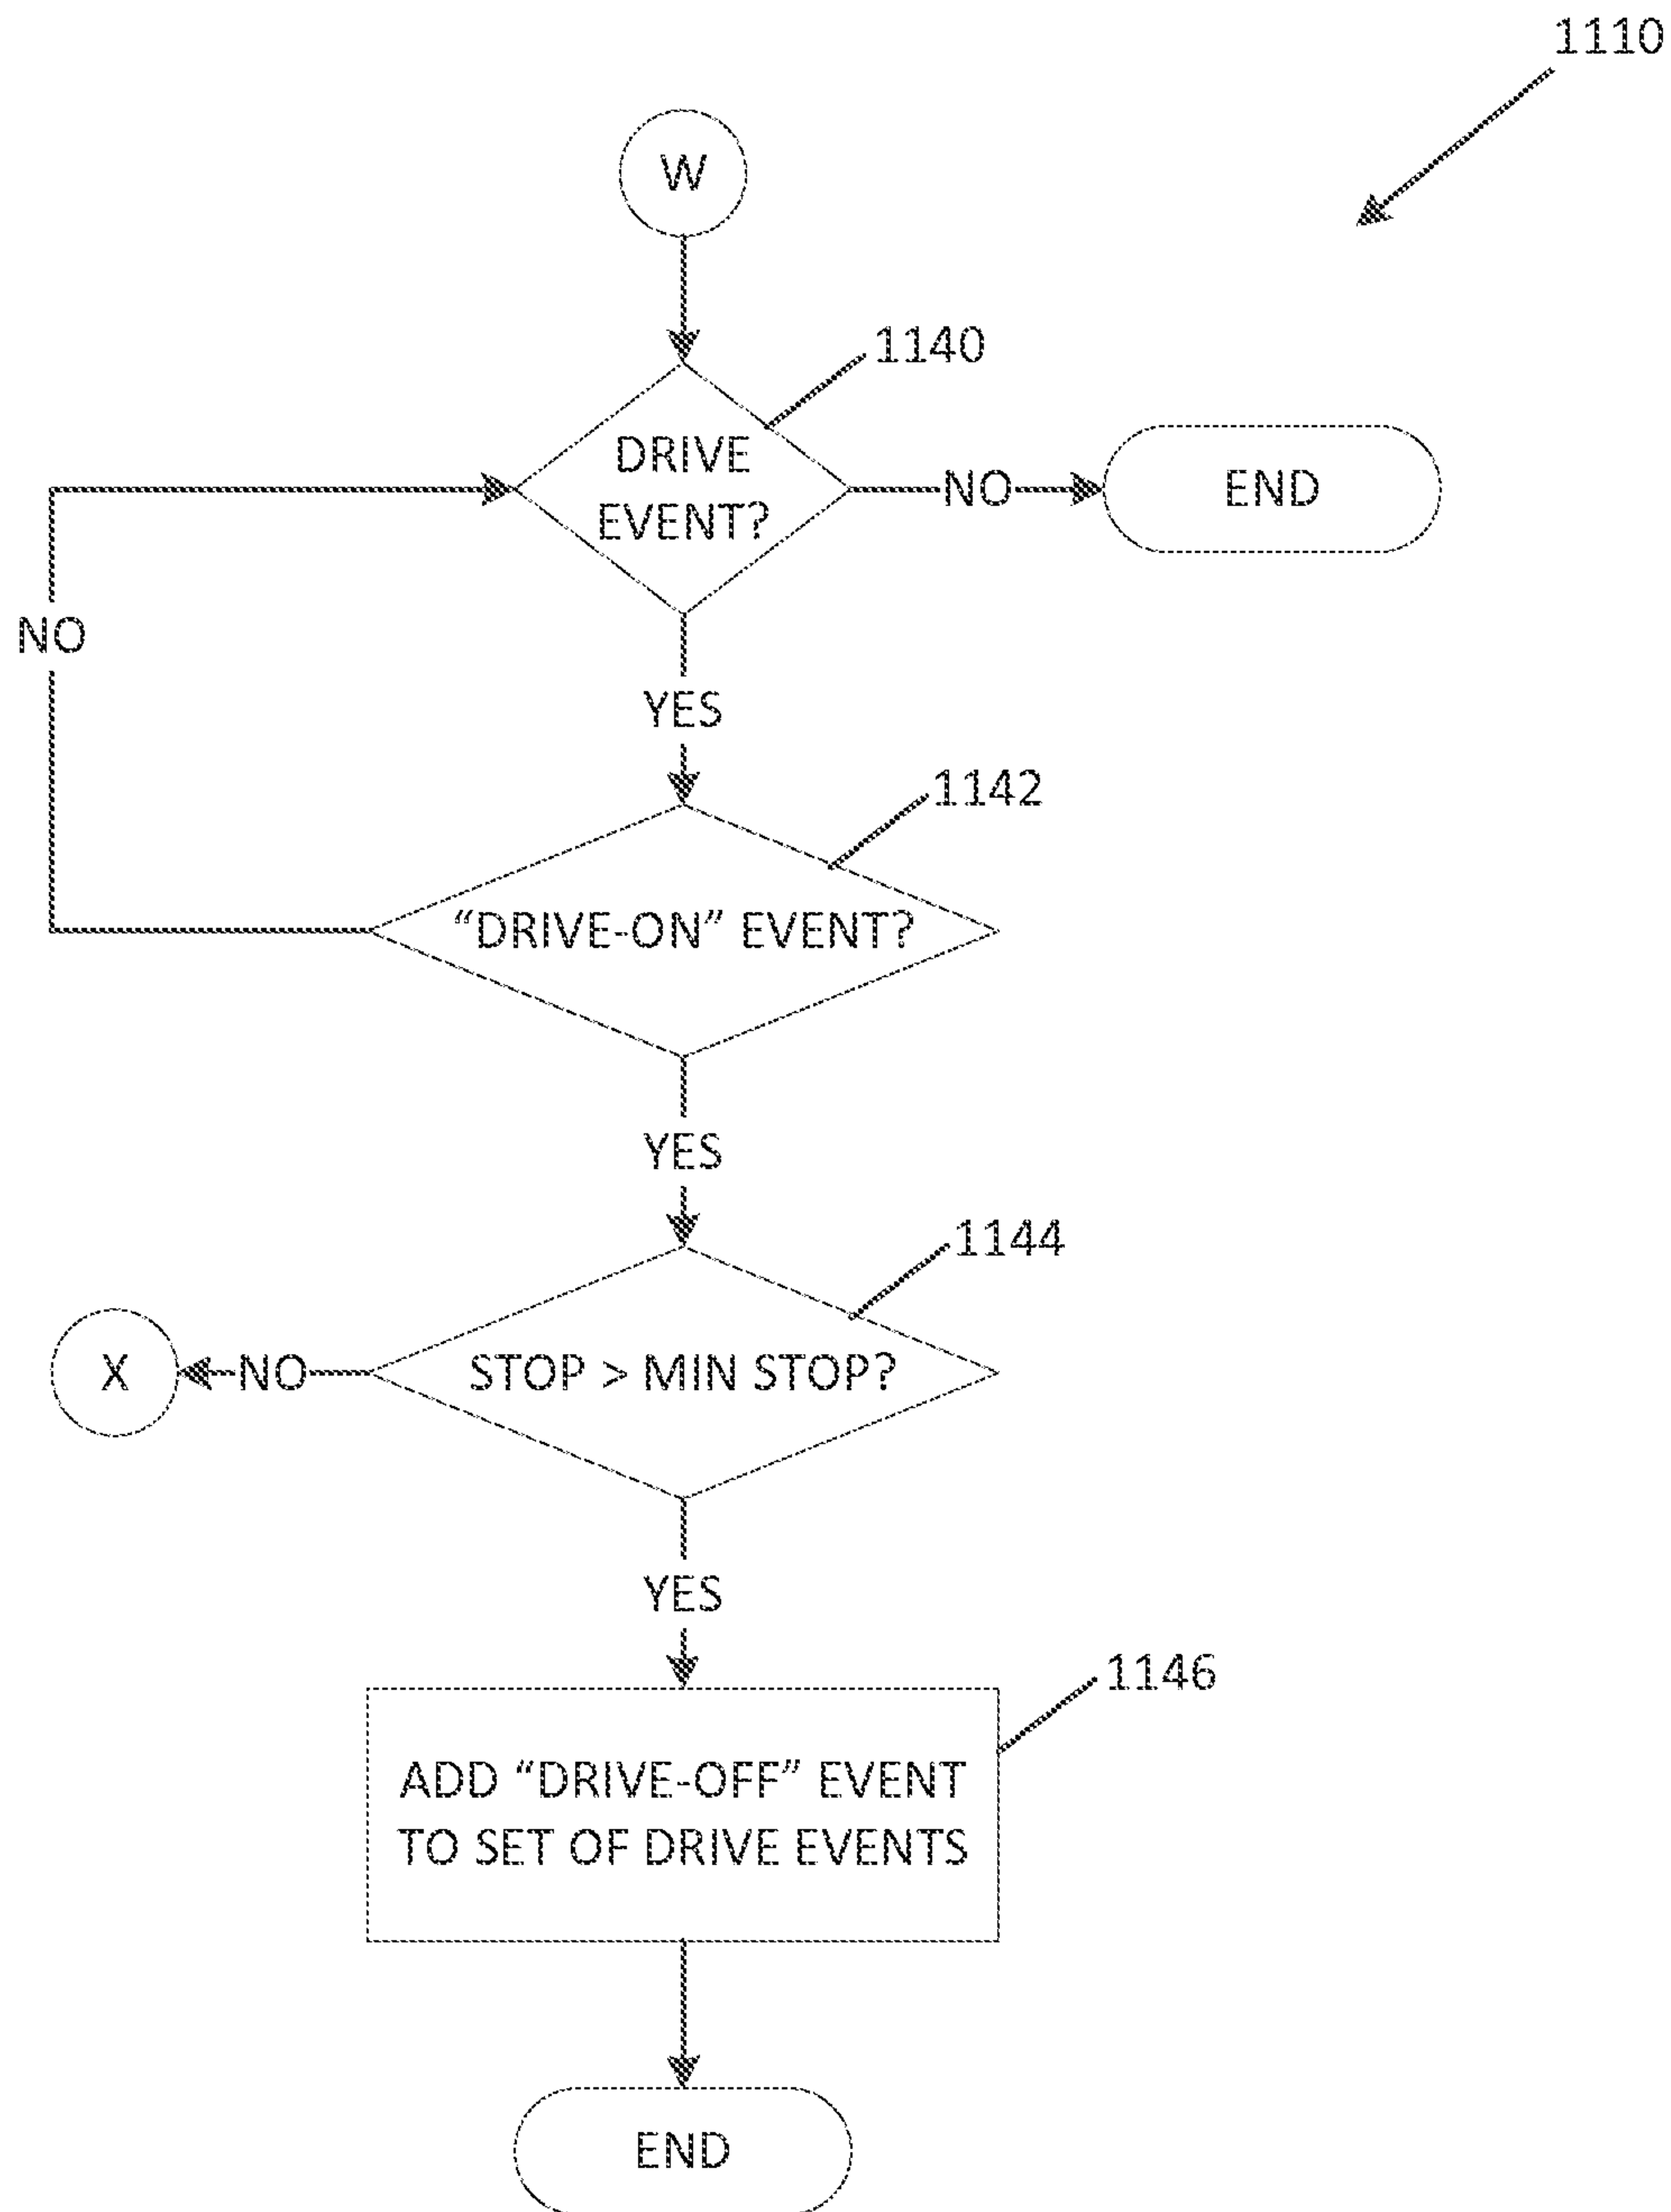 1110
W
1140
DRIVE
EVENT?
NO
END
NO
YES
1142
“DRIVE-ON” EVENT?
YES
1144
X
NO
STOP > MIN STOP?
YES
1146
ADD “DRIVE-OFF” EVENT
TO SET OF DRIVE EVENTS
END